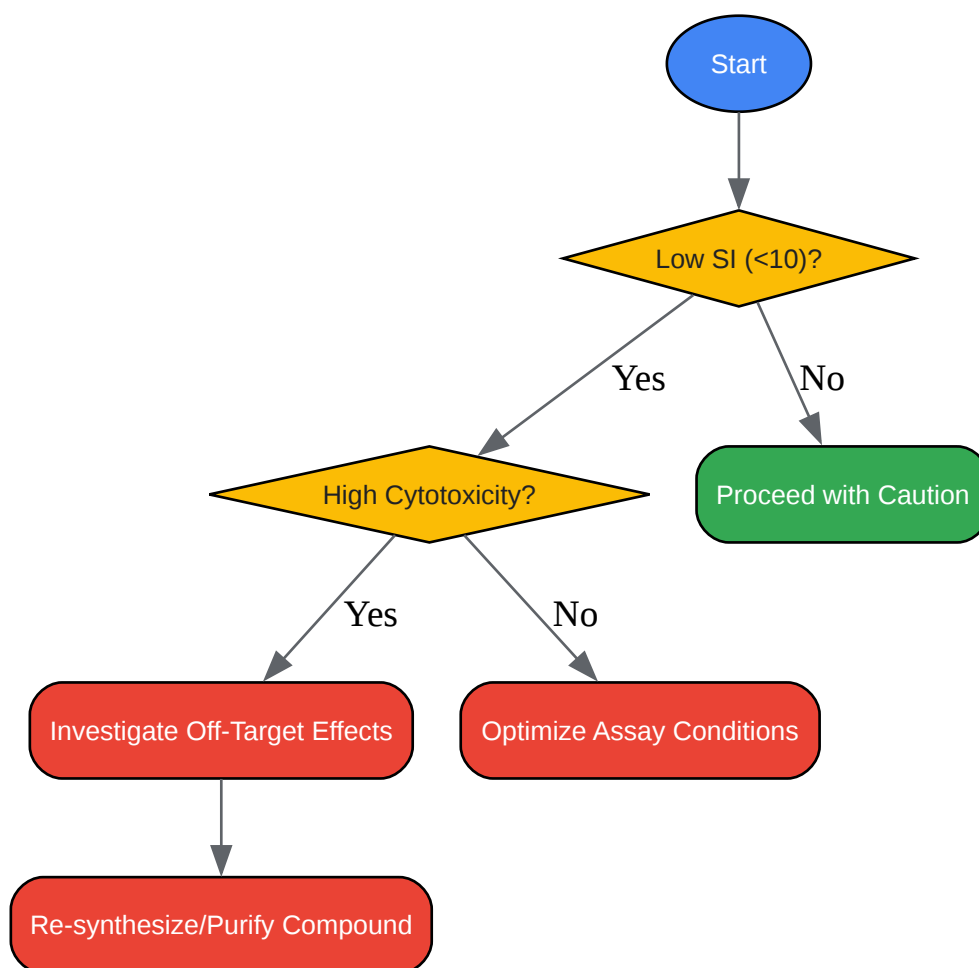 Start
Low SI (<10)?
Yes
No
High Cytotoxicity?
Proceed with Caution
Yes
No
Investigate Off-Target Effects
Optimize Assay Conditions
Re-synthesize/Purify Compound